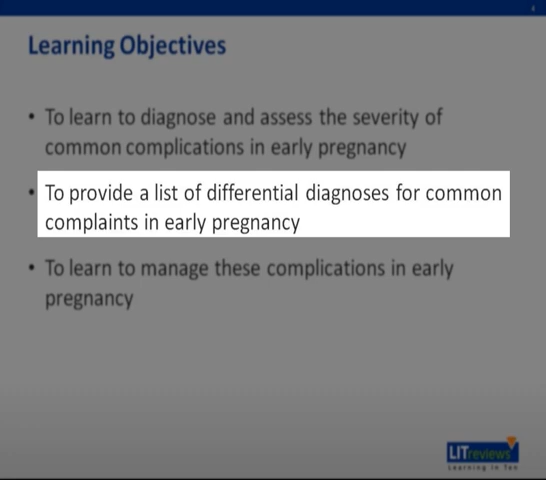 4
Learning Objectives
• To learn to diagnose and assess the severity of
common complications in early pregnancy
• To provide a list of differential diagnoses for common
complaints in early pregnancy
• To learn to manage these complications in early
pregnancy
LITreviews
Learning in Ten